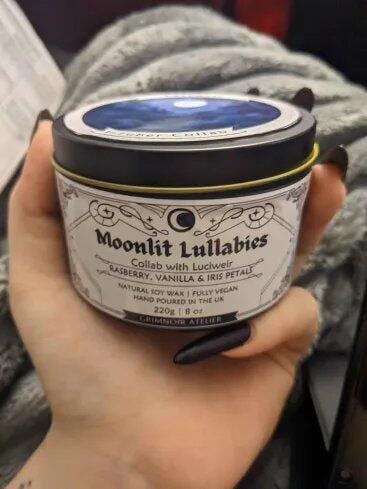 Moonlit Lullabies
Collab with Luciweir
RASBERRY, VANILLA & IRIS PETALS
NATURAL SOY WAX | FULLY VEGAN
HAND POURED IN THE UK
220g | 8 oz
GRIMNOIR ATELIER